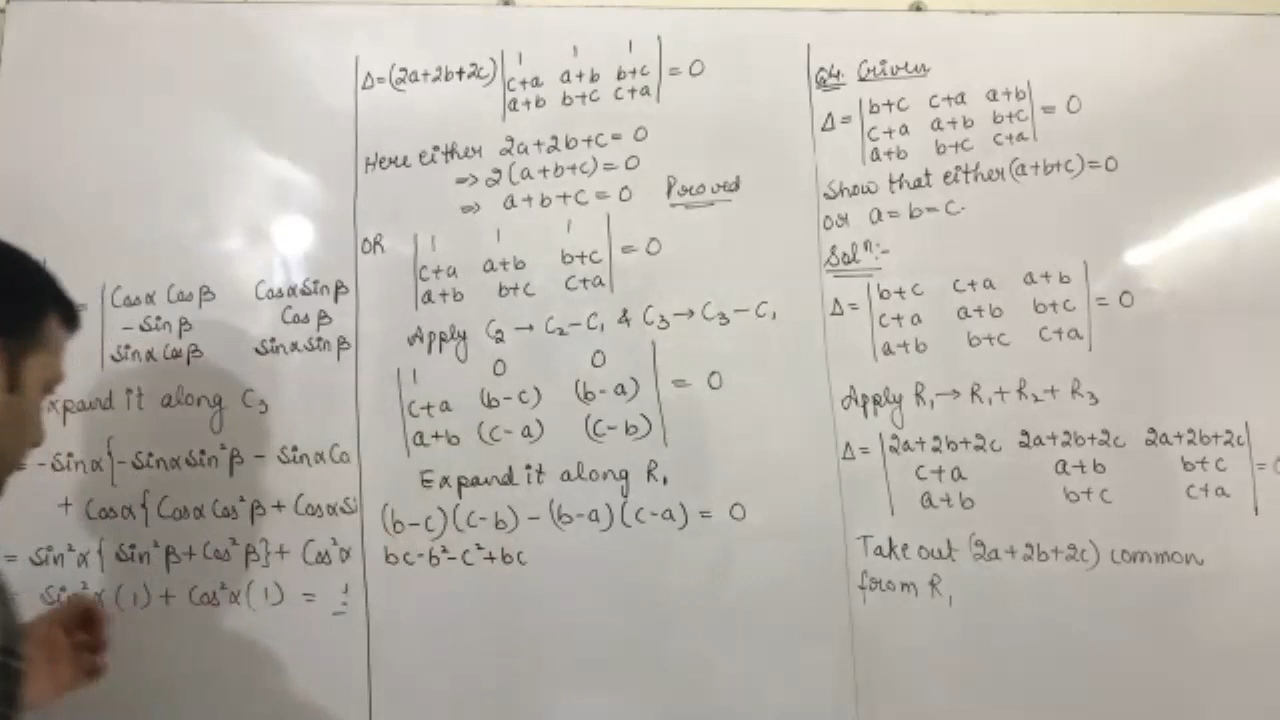 = | Cosα Cosβ   Cosα Sinβ
-Sinβ   Cosβ
Sinα Cosβ   Sinα Sinβ
xpand it along C₃
= -Sinα{-Sinα Sin²β - Sinα Co
+ Cosα{Cosα Cos²β + Cosα Si
= Sin²α{Sin²β + Cos²β} + Cos²α
Sin²α(1) + Cos²α(1) = 1
Δ = (2a+2b+2c) | 1   1   1 | = 0
c+a   a+b   b+c
a+b   b+c   c+a
Here either 2a+2b+c = 0
⇒ 2(a+b+c) = 0
⇒ a+b+c = 0   Proved
OR | 1   1   1 | = 0
c+a   a+b   b+c
a+b   b+c   c+a
Apply C₂ → C₂-C₁ & C₃ → C₃-C₁
| 1   0   0 | = 0
c+a   (b-c)   (b-a)
a+b   (c-a)   (c-b)
Expand it along R₁
(b-c)(c-b) - (b-a)(c-a) = 0
bc-b²-c²+bc
Q4. Given
Δ = | b+c   c+a   a+b | = 0
c+a   a+b   b+c
a+b   b+c   c+a
Show that either (a+b+c)=0
or a=b=c.
Solⁿ:-
Δ = | b+c   c+a   a+b | = 0
c+a   a+b   b+c
a+b   b+c   c+a
Apply R₁ → R₁+R₂+R₃
Δ = | 2a+2b+2c   2a+2b+2c   2a+2b+2c | = 0
c+a   a+b   b+c
a+b   b+c   c+a
Take out (2a+2b+2c) common
from R₁